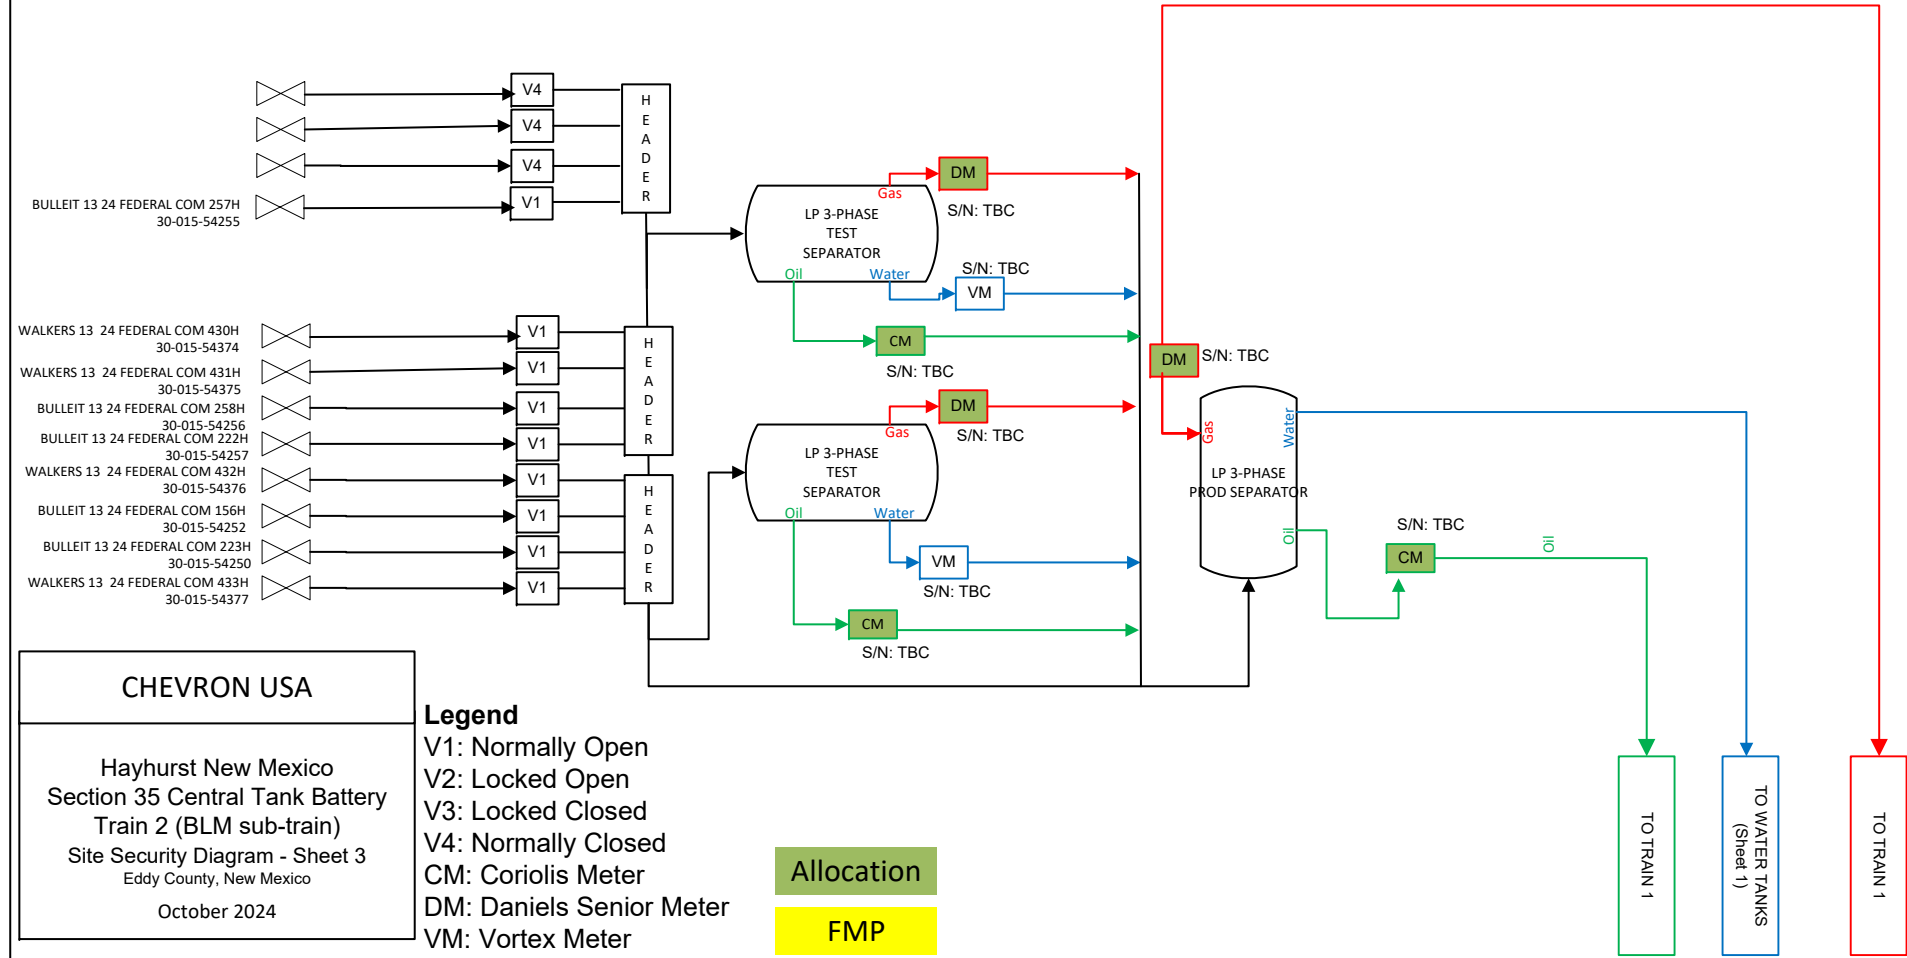 V4
V4
V4
V1
HEADER
BULLEIT 13 24 FEDERAL COM 257H
30-015-54255
WALKERS 13  24 FEDERAL COM 430H
30-015-54374
WALKERS 13  24 FEDERAL COM 431H
30-015-54375
BULLEIT 13 24 FEDERAL COM 258H
30-015-54256
BULLEIT 13 24 FEDERAL COM 222H
30-015-54257
WALKERS 13  24 FEDERAL COM 432H
30-015-54376
BULLEIT 13 24 FEDERAL COM 156H
30-015-54252
BULLEIT 13 24 FEDERAL COM 223H
30-015-54250
WALKERS 13  24 FEDERAL COM 433H
30-015-54377
V1
V1
V1
V1
V1
V1
V1
V1
HEADER
HEADER
LP 3-PHASE
TEST
SEPARATOR
Gas
Oil
Water
DM
S/N: TBC
S/N: TBC
VM
CM
S/N: TBC
LP 3-PHASE
TEST
SEPARATOR
Gas
Oil
Water
DM
S/N: TBC
VM
S/N: TBC
CM
S/N: TBC
DM
S/N: TBC
Gas
Water
LP 3-PHASE
PROD SEPARATOR
Oil
S/N: TBC
CM
Oil
TO TRAIN 1
TO WATER TANKS
(Sheet 1)
TO TRAIN 1
CHEVRON USA
Hayhurst New Mexico
Section 35 Central Tank Battery
Train 2 (BLM sub-train)
Site Security Diagram - Sheet 3
Eddy County, New Mexico
October 2024
Legend
V1: Normally Open
V2: Locked Open
V3: Locked Closed
V4: Normally Closed
CM: Coriolis Meter
DM: Daniels Senior Meter
VM: Vortex Meter
Allocation
FMP